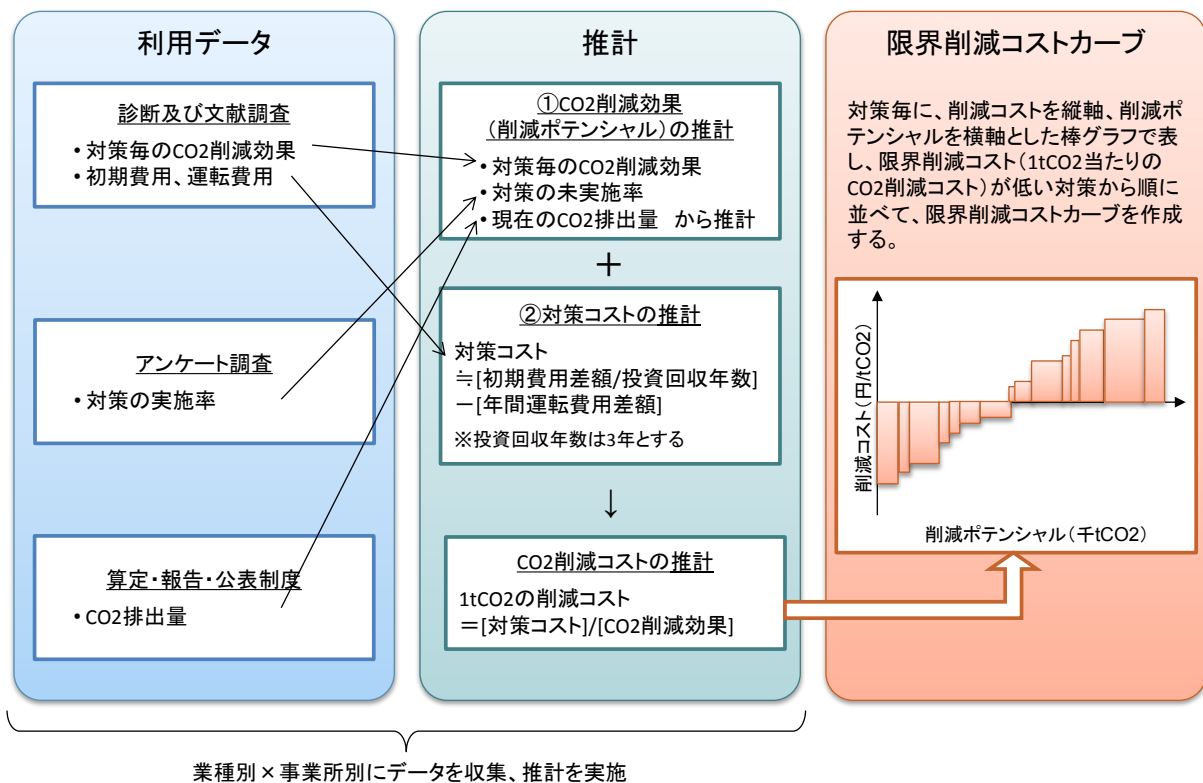 利用データ
診断及び文献調査
・対策毎のCO2削減効果
・初期費用、運転費用
アンケート調査
・対策の実施率
算定・報告・公表制度
・CO2排出量
推計
①CO2削減効果
(削減ポテンシャル)の推計
・対策毎のCO2削減効果
・対策の未実施率
・現在のCO2排出量　から推計
＋
②対策コストの推計
対策コスト
≒[初期費用差額/投資回収年数]
－[年間運転費用差額]
※投資回収年数は3年とする
↓
CO2削減コストの推計
1tCO2の削減コスト
＝[対策コスト]/[CO2削減効果]
限界削減コストカーブ
対策毎に、削減コストを縦軸、削減ポ
テンシャルを横軸とした棒グラフで表
し、限界削減コスト(1tCO2当たりの
CO2削減コスト)が低い対策から順に
並べて、限界削減コストカーブを作成
する。
削減コスト(円/tCO2)
削減ポテンシャル(千tCO2)
業種別×事業所別にデータを収集、推計を実施